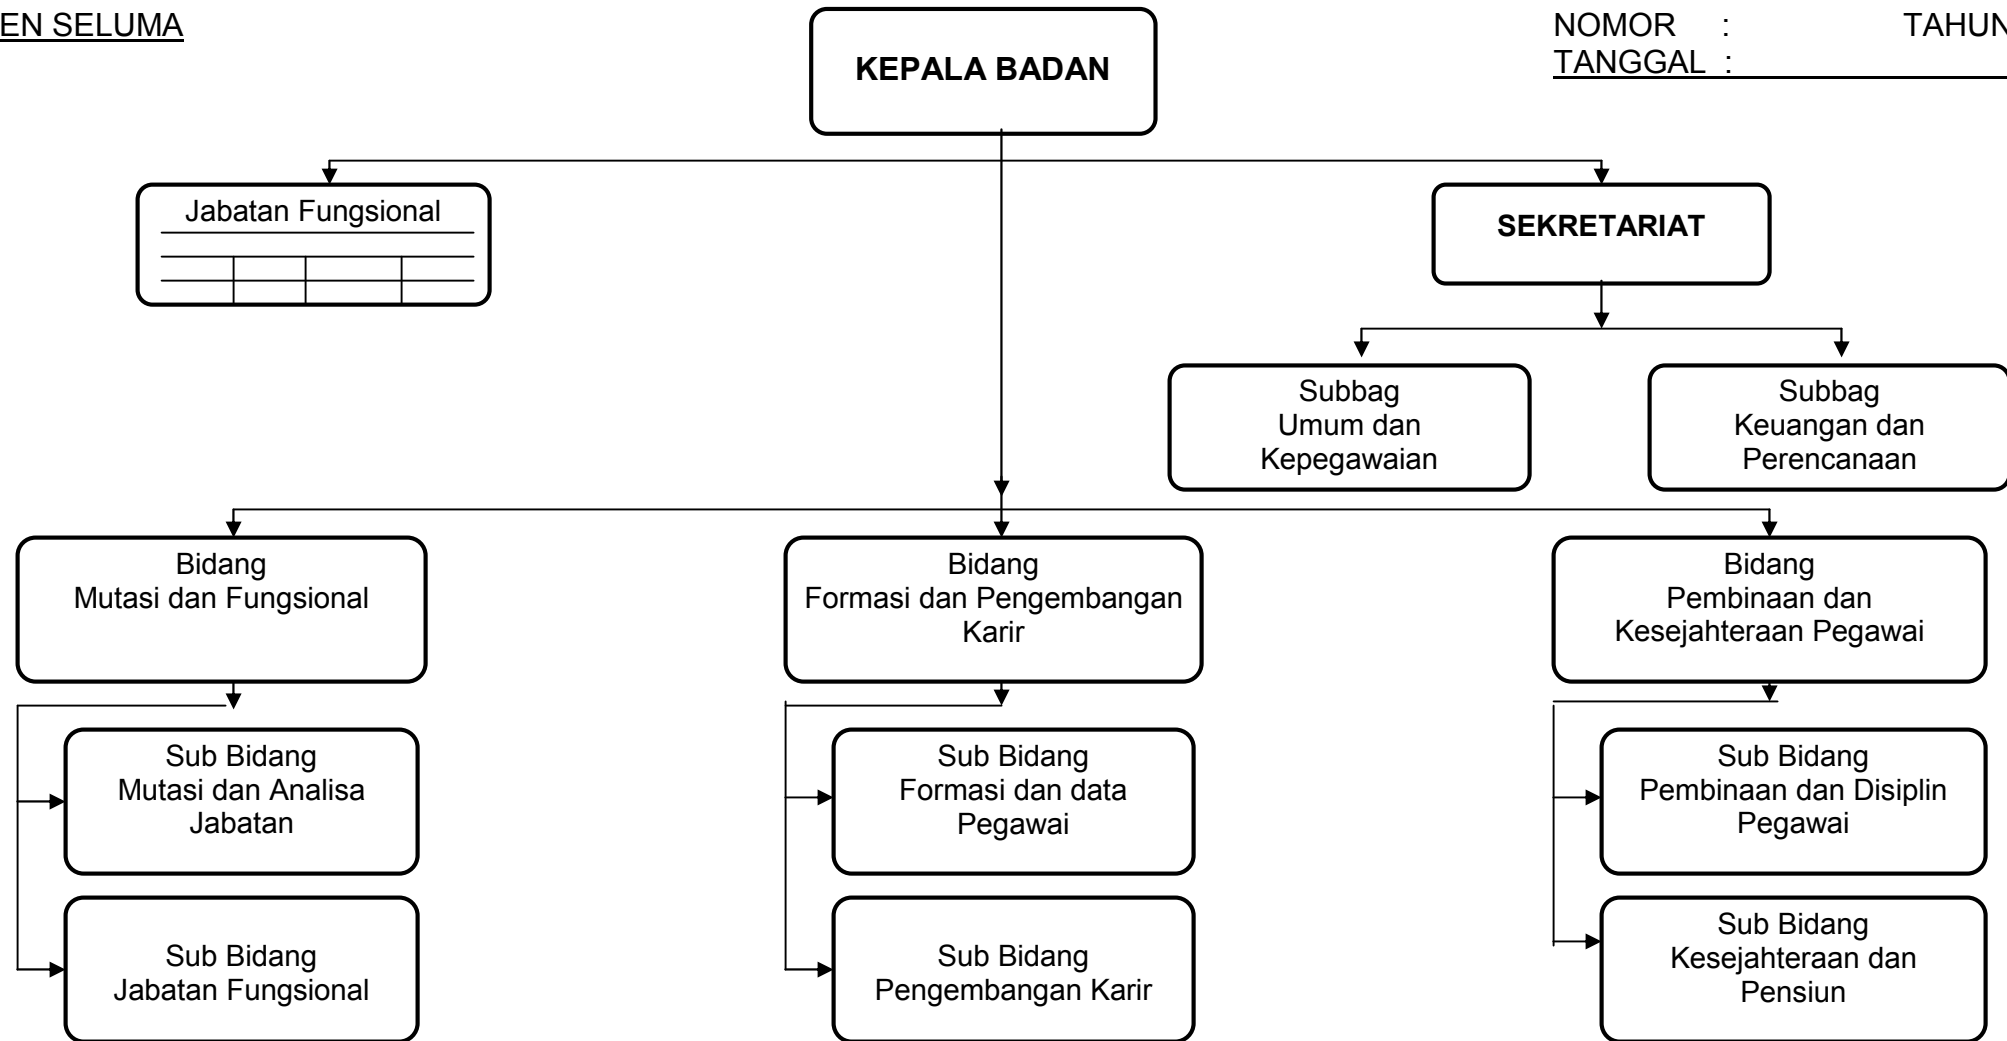 EN SELUMA
NOMOR : TAHUN
TANGGAL :
KEPALA BADAN
Jabatan Fungsional
SEKRETARIAT
Subbag
Umum dan
Kepegawaian
Subbag
Keuangan dan
Perencanaan
Bidang
Mutasi dan Fungsional
Bidang
Formasi dan Pengembangan
Karir
Bidang
Pembinaan dan
Kesejahteraan Pegawai
Sub Bidang
Mutasi dan Analisa
Jabatan
Sub Bidang
Formasi dan data
Pegawai
Sub Bidang
Pembinaan dan Disiplin
Pegawai
Sub Bidang
Jabatan Fungsional
Sub Bidang
Pengembangan Karir
Sub Bidang
Kesejahteraan dan
Pensiun